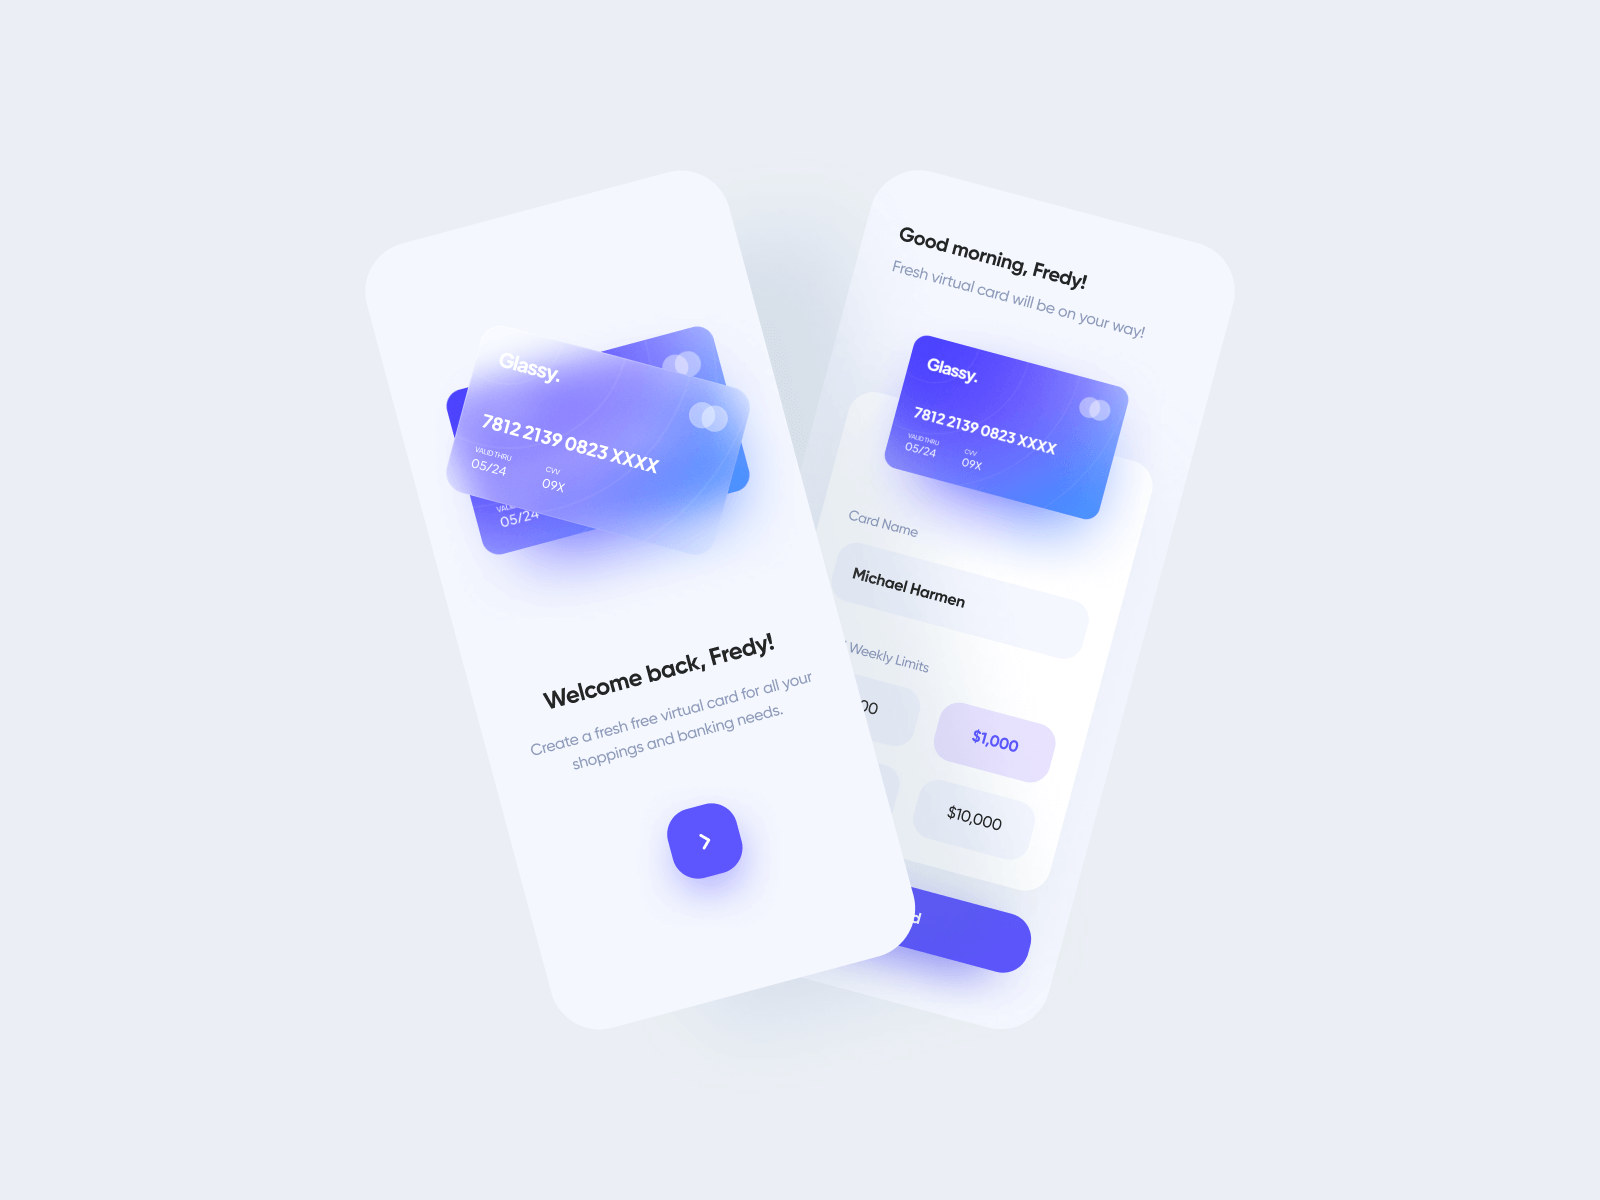 Glassy.
7812 2139 0823 XXXX
VALID THRU
05/24
CVV
09X
05/24
Welcome back, Fredy!
Create a fresh free virtual card for all your
shoppings and banking needs.
Good morning, Fredy!
Fresh virtual card will be on your way!
Glassy.
7812 2139 0823 XXXX
VALID THRU
05/24
CVV
09X
Card Name
Michael Harmen
Weekly Limits
$1,000
$10,000